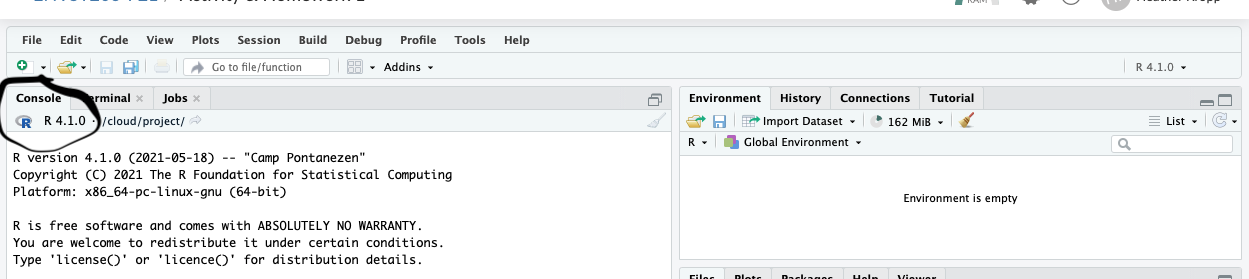 File Edit Code View Plots Session Build Debug Profile Tools Help
Go to file/function Addins R 4.1.0
Console Terminal Jobs
R 4.1.0 · /cloud/project/
R version 4.1.0 (2021-05-18) -- "Camp Pontanezen"
Copyright (C) 2021 The R Foundation for Statistical Computing
Platform: x86_64-pc-linux-gnu (64-bit)
R is free software and comes with ABSOLUTELY NO WARRANTY.
You are welcome to redistribute it under certain conditions.
Type 'license()' or 'licence()' for distribution details.
Environment History Connections Tutorial
Import Dataset 162 MiB List
R Global Environment
Environment is empty
Files Plots Packages Help Viewer